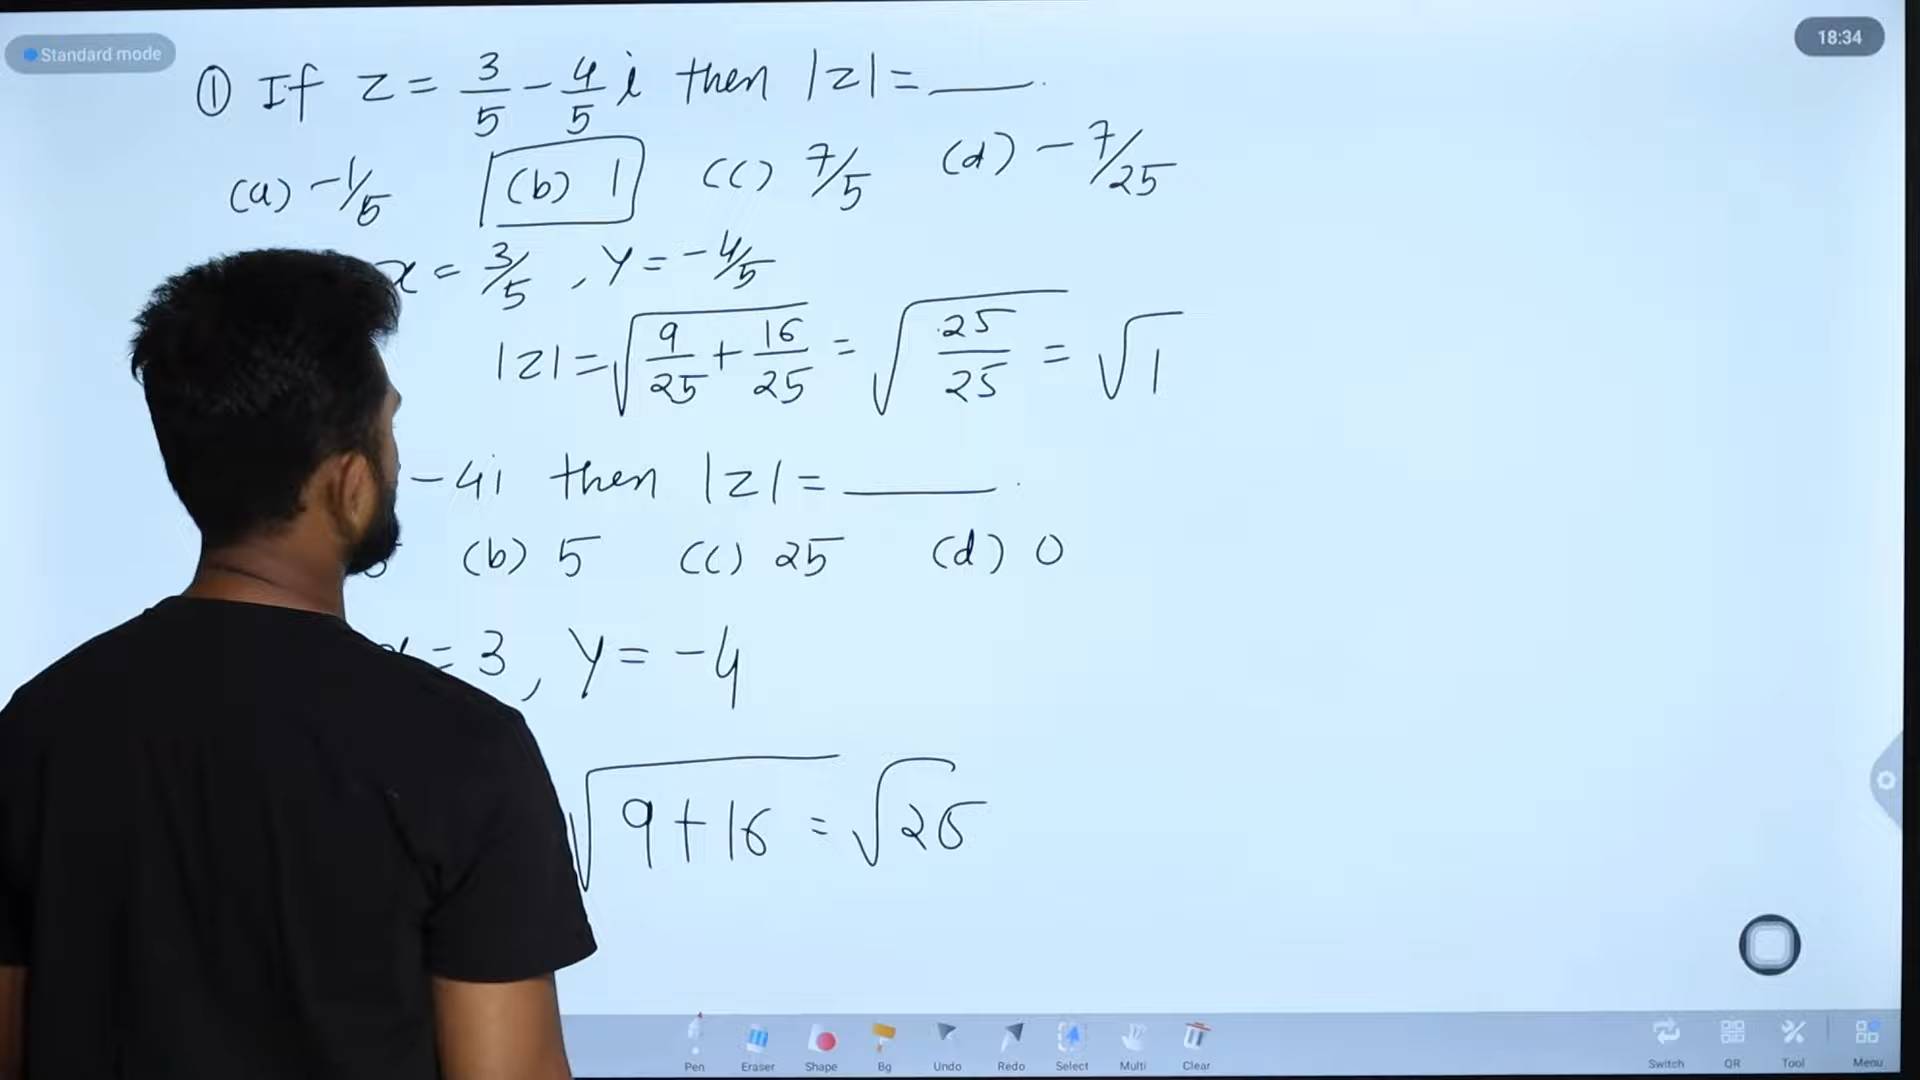 Standard mode
18:34
① If z = 3/5 - 4/5 i then |z| = ____.
(a) -1/5 (b) 1 (c) 7/5 (d) -7/25
x = 3/5, y = -4/5
|z| = √(9/25 + 16/25) = √(25/25) = √1
-4i then |z| = ____.
(b) 5 (c) 25 (d) 0
x = 3, y = -4
√(9+16) = √25
Pen Eraser Shape Bg Undo Redo Select Multi Clear Switch QR Tool Menu